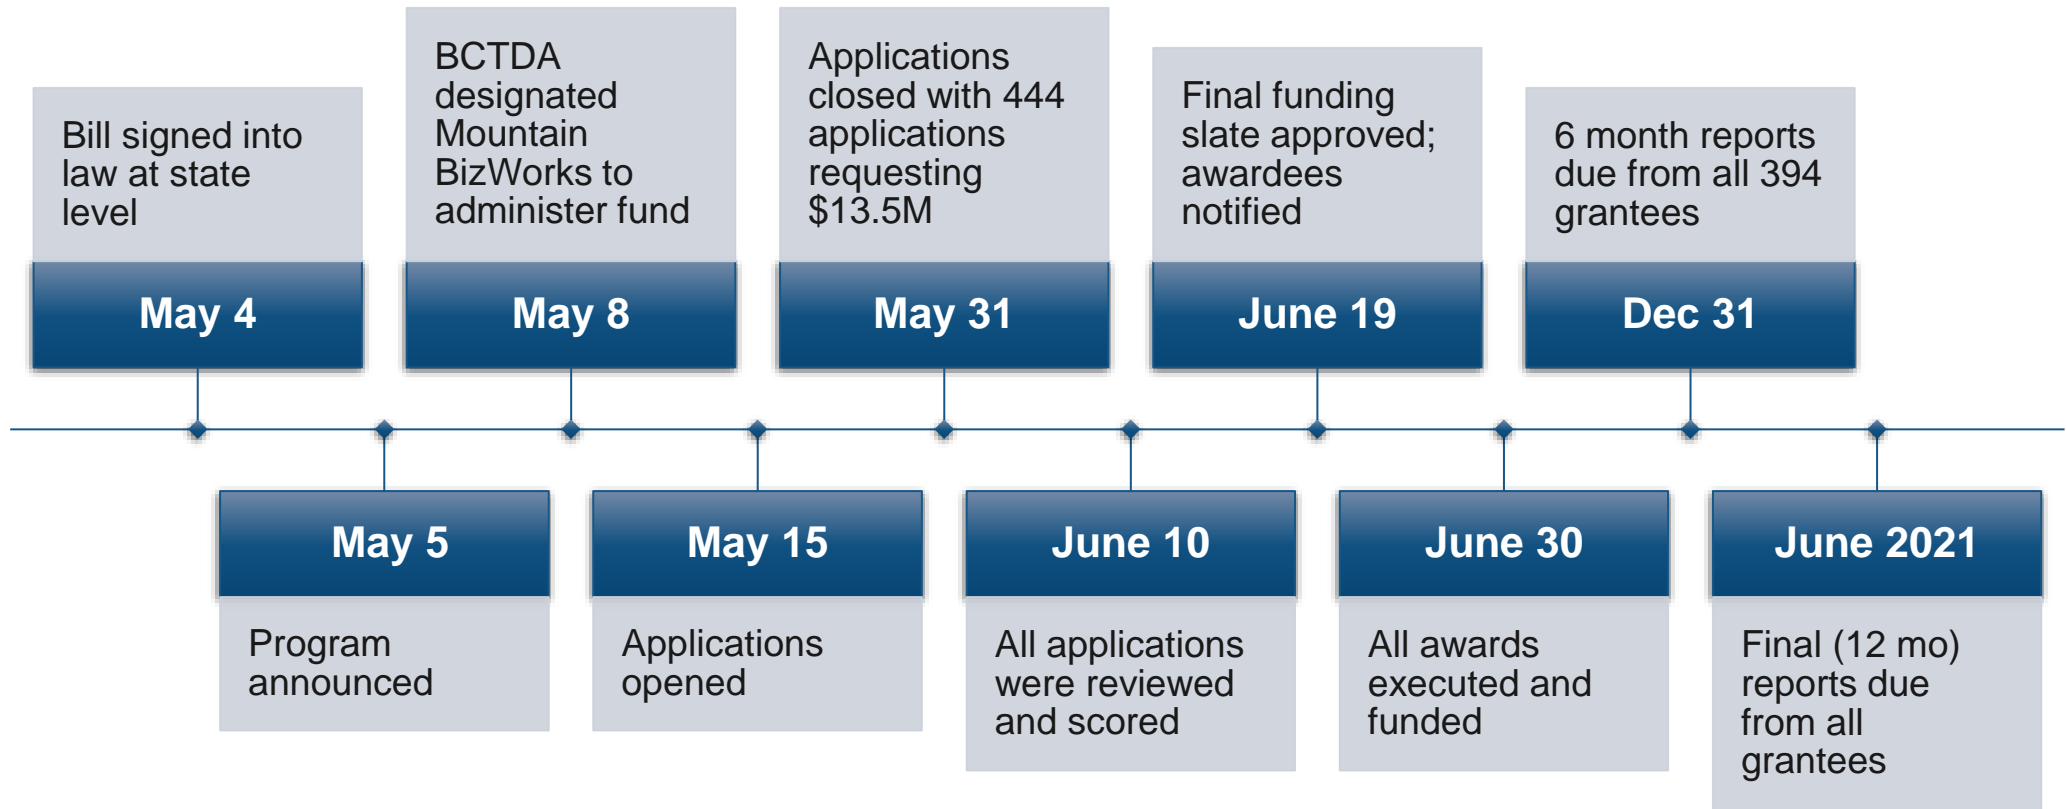 Bill signed into
law at state
level
May 4
Program
announced
May 5
BCTDA
designated
Mountain
BizWorks to
administer fund
May 8
May 15
Applications
opened
Applications
closed with 444
applications
requesting
$13.5M
May 31
June 10
All applications
were reviewed
and scored
Final funding
slate approved;
awardees
notified
June 19
June 30
All awards
executed and
funded
6 month reports
due from all 394
grantees
Dec 31
June 2021
Final (12 mo)
reports due
from all
grantees